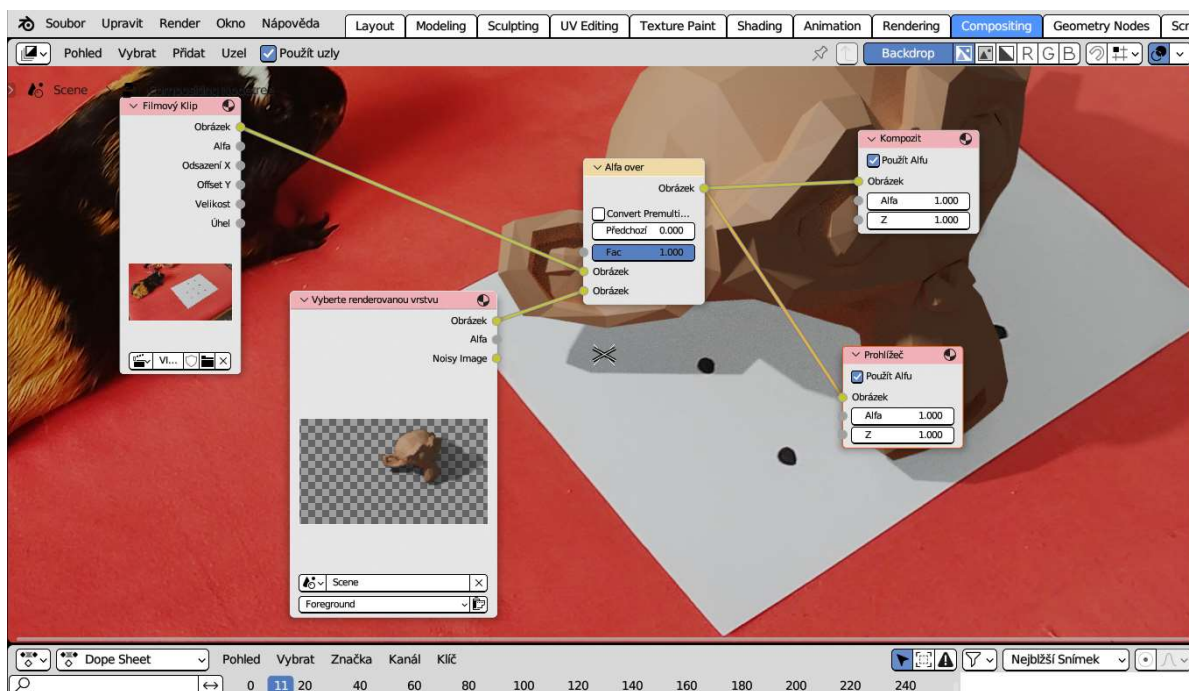 Soubor Upravit Render Okno Nápověda Layout Modeling Sculpting UV Editing Texture Paint Shading Animation Rendering Compositing Geometry Nodes Scr
Pohled Vybrat Přidat Uzel Použít uzly Backdrop R G B
Scene
Filmový Klip
Obrázek
Alfa
Odsazení X
Offset Y
Velikost
Úhel
VI...
Vyberte renderovanou vrstvu
Obrázek
Alfa
Noisy Image
Scene
Foreground
Alfa over
Obrázek
Convert Premulti...
Předchozí 0.000
Fac 1.000
Obrázek
Obrázek
Kompozit
Použít Alfu
Obrázek
Alfa 1.000
Z 1.000
Prohlížeč
Použít Alfu
Obrázek
Alfa 1.000
Z 1.000
Dope Sheet Pohled Vybrat Značka Kanál Klíč Nejbližší Snímek
0 11 20 40 60 80 100 120 140 160 180 200 220 240